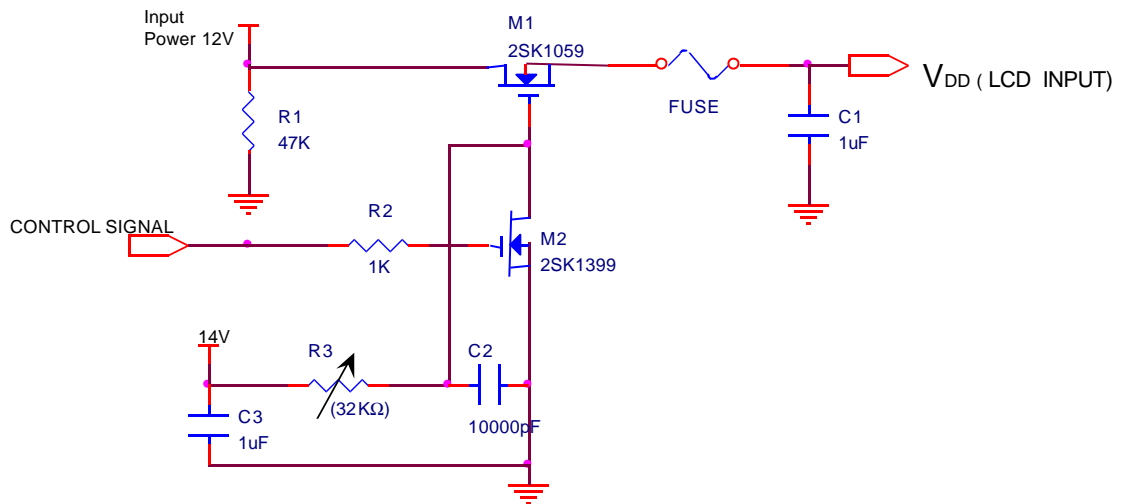 Input
Power 12V
M1
2SK1059
FUSE
VDD ( LCD INPUT)
R1
47K
C1
1uF
CONTROL SIGNAL
R2
1K
M2
2SK1399
14V
R3
(32KΩ)
C2
10000pF
C3
1uF